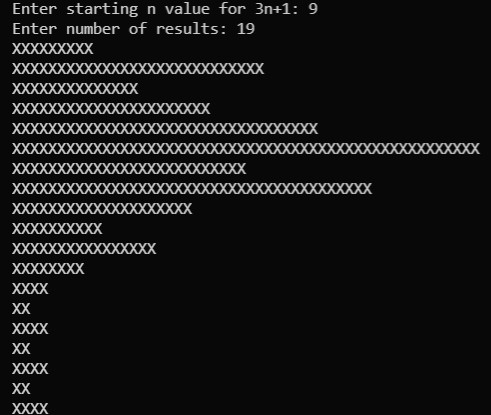 Enter starting n value for 3n+1: 9
Enter number of results: 19
XXXXXXXXX
XXXXXXXXXXXXXXXXXXXXXXXXXXXX
XXXXXXXXXXXXXX
XXXXXXXXXXXXXXXXXXXXXX
XXXXXXXXXXXXXXXXXXXXXXXXXXXXXXXXXX
XXXXXXXXXXXXXXXXXXXXXXXXXXXXXXXXXXXXXXXXXXXXXXXXXXXX
XXXXXXXXXXXXXXXXXXXXXXXXXX
XXXXXXXXXXXXXXXXXXXXXXXXXXXXXXXXXXXXXXXX
XXXXXXXXXXXXXXXXXXXX
XXXXXXXXXX
XXXXXXXXXXXXXXXX
XXXXXXXX
XXXX
XX
XXXX
XX
XXXX
XX
XXXX